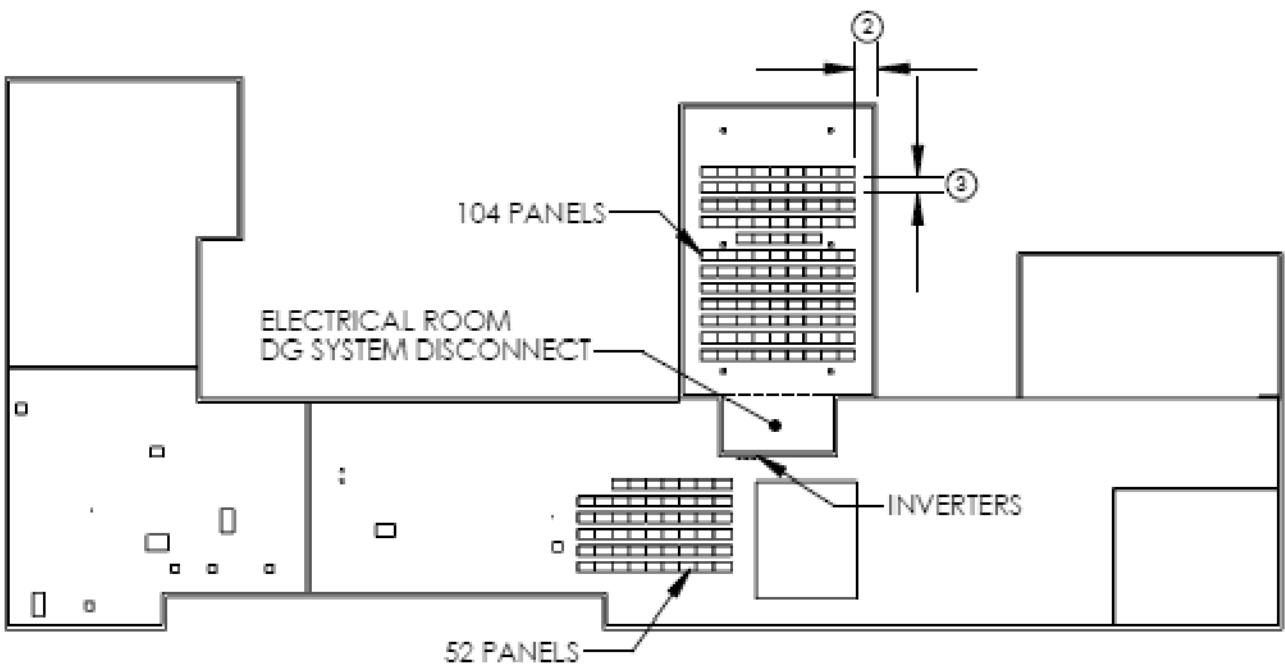 2
3
104 PANELS
ELECTRICAL ROOM
DG SYSTEM DISCONNECT
INVERTERS
52 PANELS